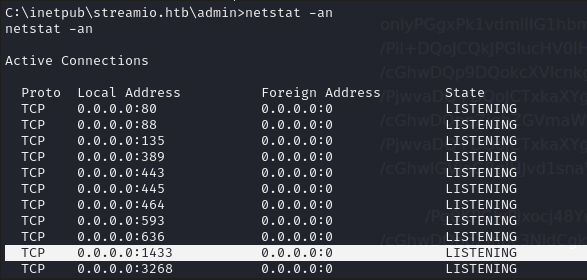 C:\inetpub\streamio.htb\admin>netstat -an
netstat -an
Active Connections
Proto Local Address Foreign Address State
TCP 0.0.0.0:80 0.0.0.0:0 LISTENING
TCP 0.0.0.0:88 0.0.0.0:0 LISTENING
TCP 0.0.0.0:135 0.0.0.0:0 LISTENING
TCP 0.0.0.0:389 0.0.0.0:0 LISTENING
TCP 0.0.0.0:443 0.0.0.0:0 LISTENING
TCP 0.0.0.0:445 0.0.0.0:0 LISTENING
TCP 0.0.0.0:464 0.0.0.0:0 LISTENING
TCP 0.0.0.0:593 0.0.0.0:0 LISTENING
TCP 0.0.0.0:636 0.0.0.0:0 LISTENING
TCP 0.0.0.0:1433 0.0.0.0:0 LISTENING
TCP 0.0.0.0:3268 0.0.0.0:0 LISTENING